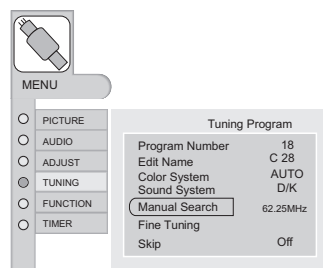 MENU
PICTURE
AUDIO
ADJUST
TUNING
FUNCTION
TIMER
Tuning Program
Program Number 18
Edit Name C 28
Color System AUTO
Sound System D/K
Manual Search 62.25MHz
Fine Tuning
Skip Off